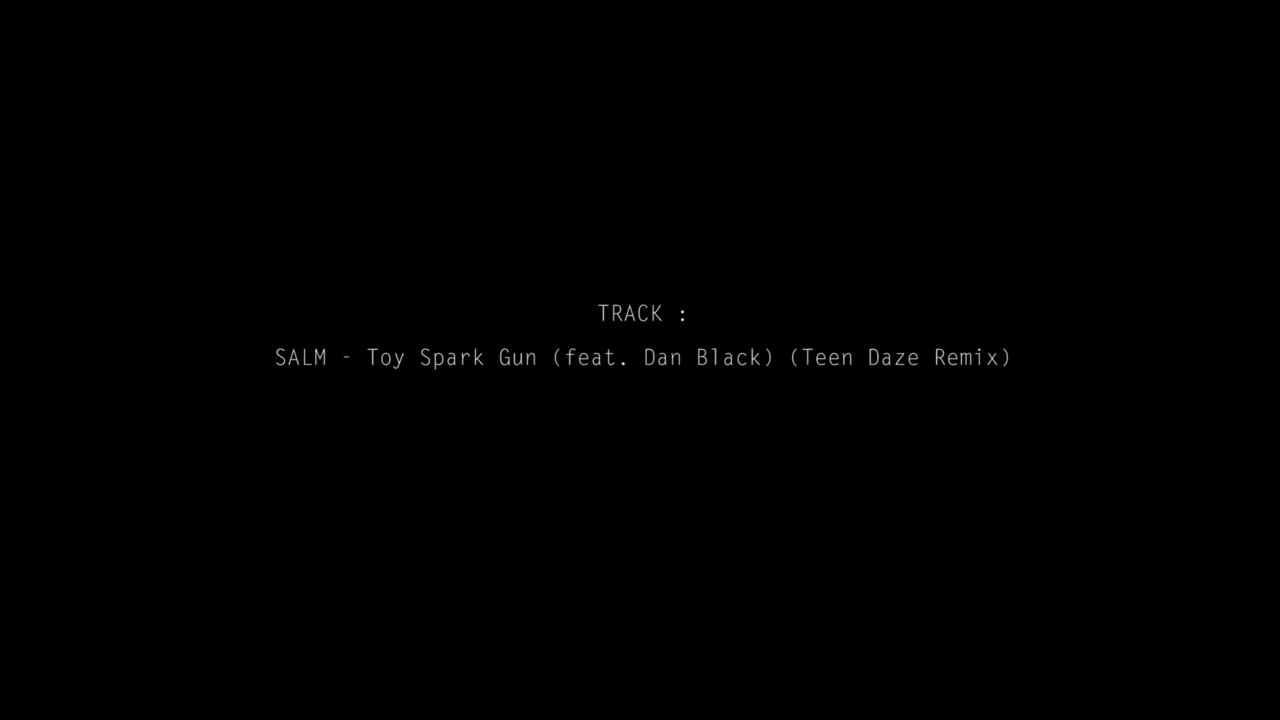 TRACK :
SALM - Toy Spark Gun (feat. Dan Black) (Teen Daze Remix)